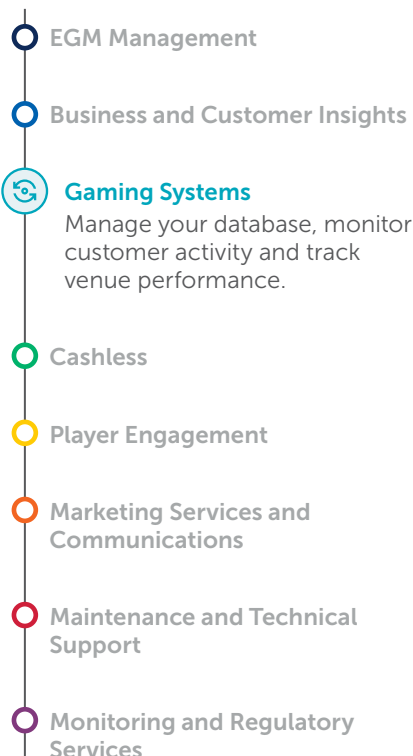 EGM Management
Business and Customer Insights
Gaming Systems
Manage your database, monitor
customer activity and track
venue performance.
Cashless
Player Engagement
Marketing Services and
Communications
Maintenance and Technical
Support
Monitoring and Regulatory
Services